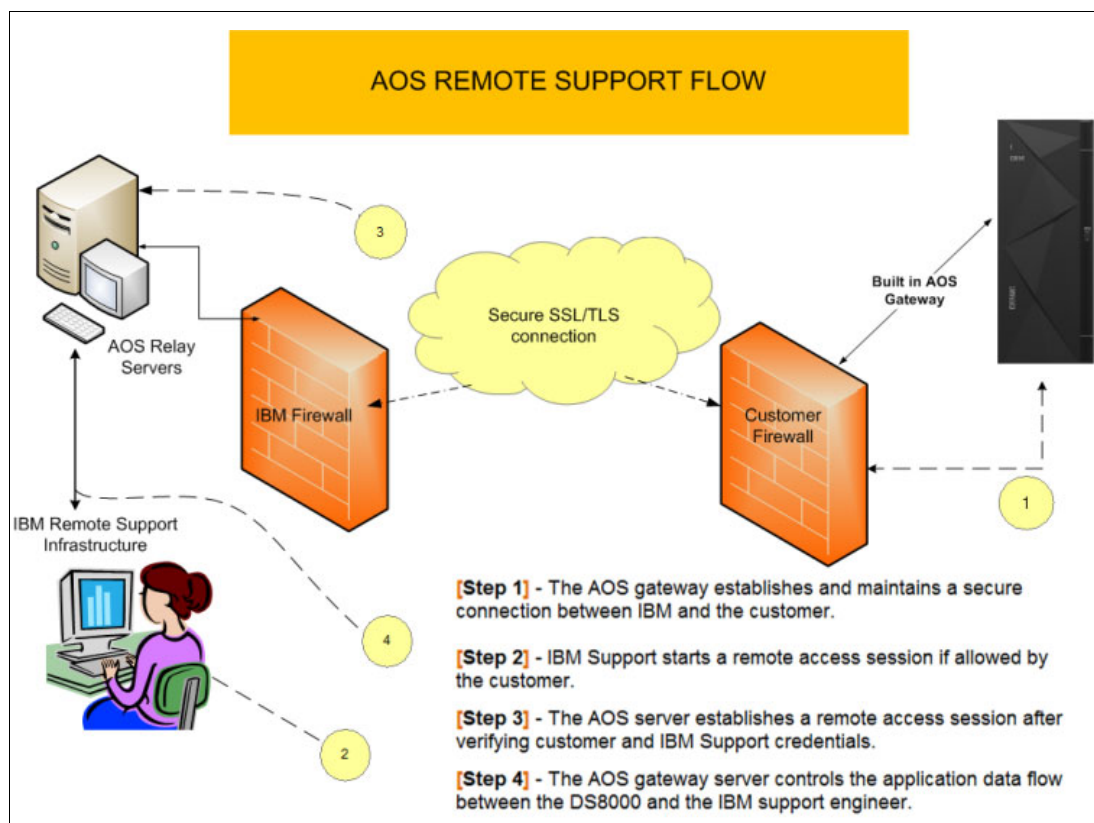 AOS REMOTE SUPPORT FLOW
3
Secure SSL/TLS
connection
Built in AOS
Gateway
AOS Relay
Servers
IBM Firewall
Customer
Firewall
1
IBM Remote Support
Infrastructure
4
2
[Step 1] - The AOS gateway establishes and maintains a secure
connection between IBM and the customer.
[Step 2] - IBM Support starts a remote access session if allowed by
the customer.
[Step 3] - The AOS server establishes a remote access session after
verifying customer and IBM Support credentials.
[Step 4] - The AOS gateway server controls the application data flow
between the DS8000 and the IBM support engineer.